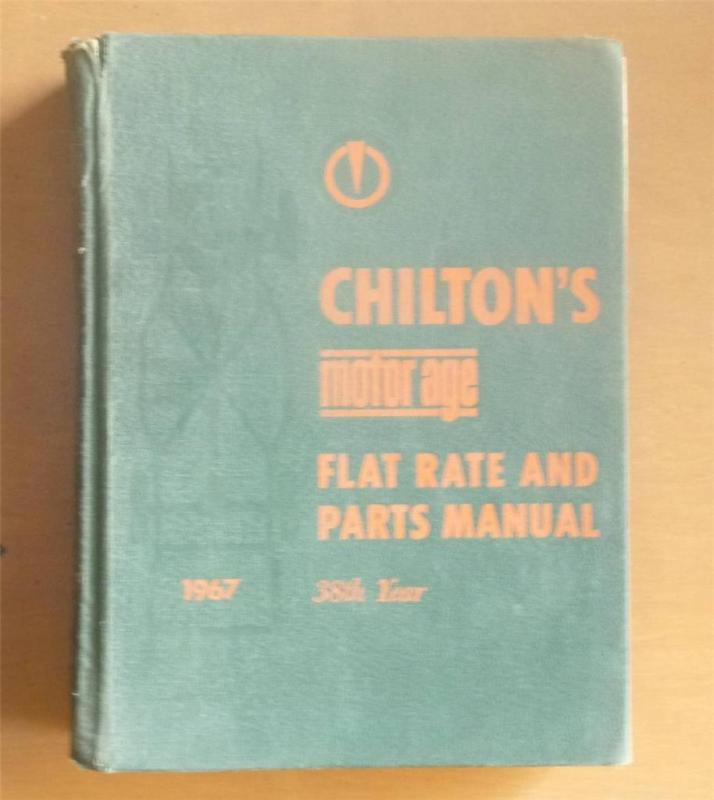 CHILTON'S
motor age
FLAT RATE AND
PARTS MANUAL
1967 38th Year